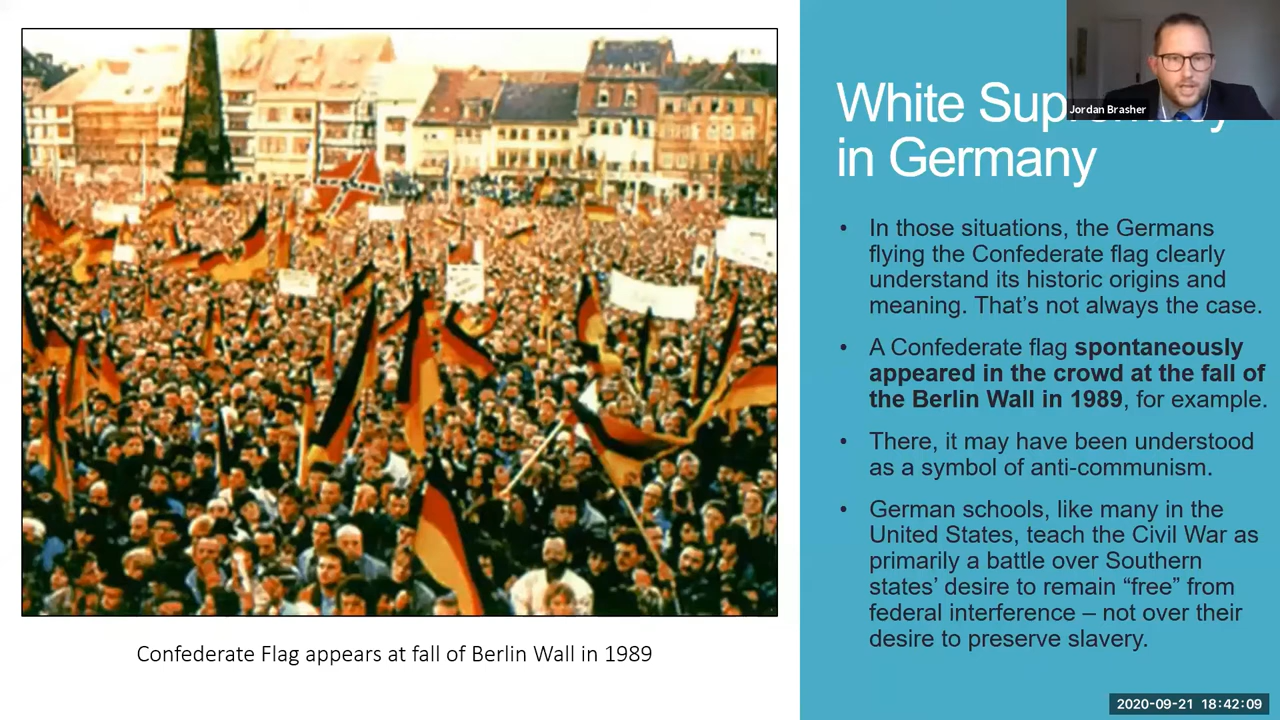 White Supremacy
in Germany
Jordan Brasher
• In those situations, the Germans
flying the Confederate flag clearly
understand its historic origins and
meaning. That’s not always the case.
• A Confederate flag spontaneously
appeared in the crowd at the fall of
the Berlin Wall in 1989, for example.
• There, it may have been understood
as a symbol of anti-communism.
• German schools, like many in the
United States, teach the Civil War as
primarily a battle over Southern
states’ desire to remain “free” from
federal interference – not over their
desire to preserve slavery.
Confederate Flag appears at fall of Berlin Wall in 1989
2020-09-21 18:42:09